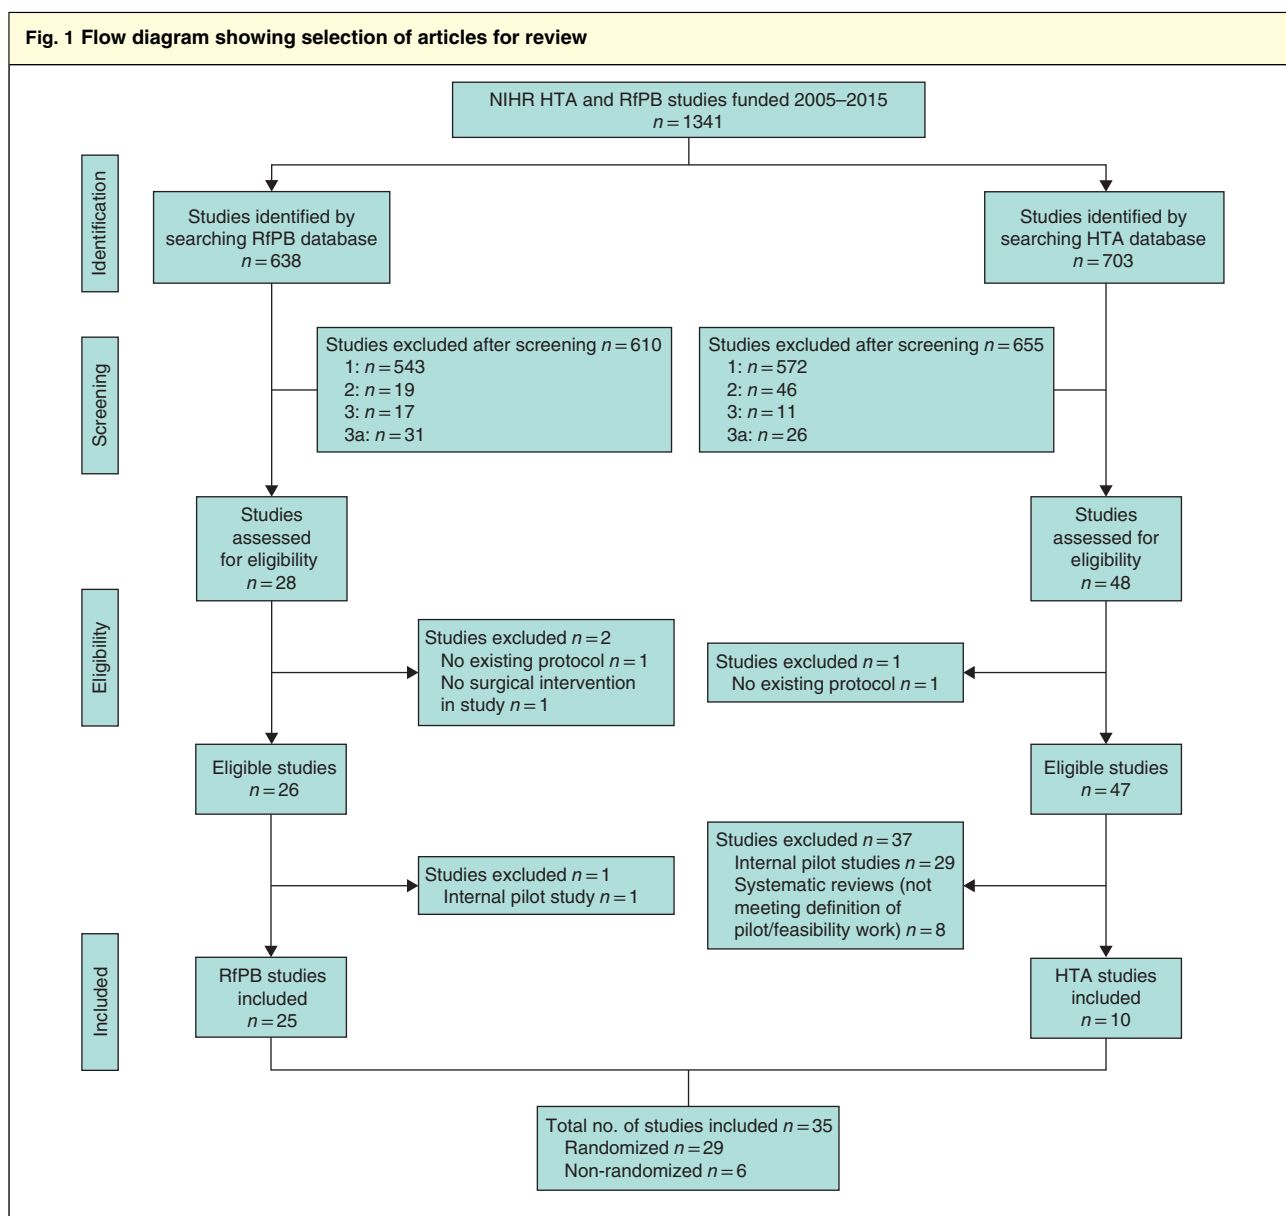 Fig. 1 Flow diagram showing selection of articles for review
NIHR HTA and RfPB studies funded 2005–2015
n = 1341
Identification
Studies identified by
searching RfPB database
n = 638
Studies identified by
searching HTA database
n = 703
Screening
Studies excluded after screening n = 610
1: n = 543
2: n = 19
3: n = 17
3a: n = 31
Studies excluded after screening n = 655
1: n = 572
2: n = 46
3: n = 11
3a: n = 26
Studies
assessed
for eligibility
n = 28
Studies
assessed for
eligibility
n = 48
Eligibility
Studies excluded n = 2
No existing protocol n = 1
No surgical intervention
in study n = 1
Studies excluded n = 1
No existing protocol n = 1
Eligible studies
n = 26
Eligible studies
n = 47
Studies excluded n = 1
Internal pilot study n = 1
Studies excluded n = 37
Internal pilot studies n = 29
Systematic reviews (not
meeting definition of
pilot/feasibility work) n = 8
Included
RfPB studies
included
n = 25
HTA studies
included
n = 10
Total no. of studies included n = 35
Randomized n = 29
Non-randomized n = 6